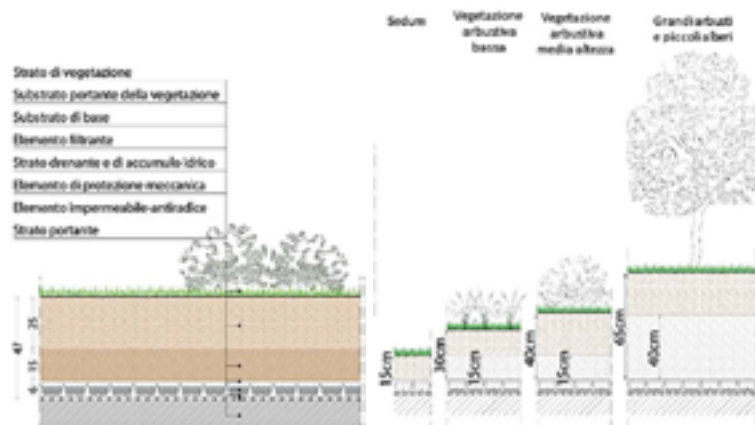 Sedum
Vegetazione
arbustiva
bassa
Vegetazione
arbustiva
media altezza
Grandi arbusti
e piccoli alberi
Strato di vegetazione
Substrato portante della vegetazione
Substrato di base
Elemento filtrante
Strato drenante e di accumulo idrico
Elemento di protezione meccanica
Elemento impermeabile-antiradice
Strato portante
47
25
15
6
15cm
30cm
15cm
40cm
15cm
65cm
40cm